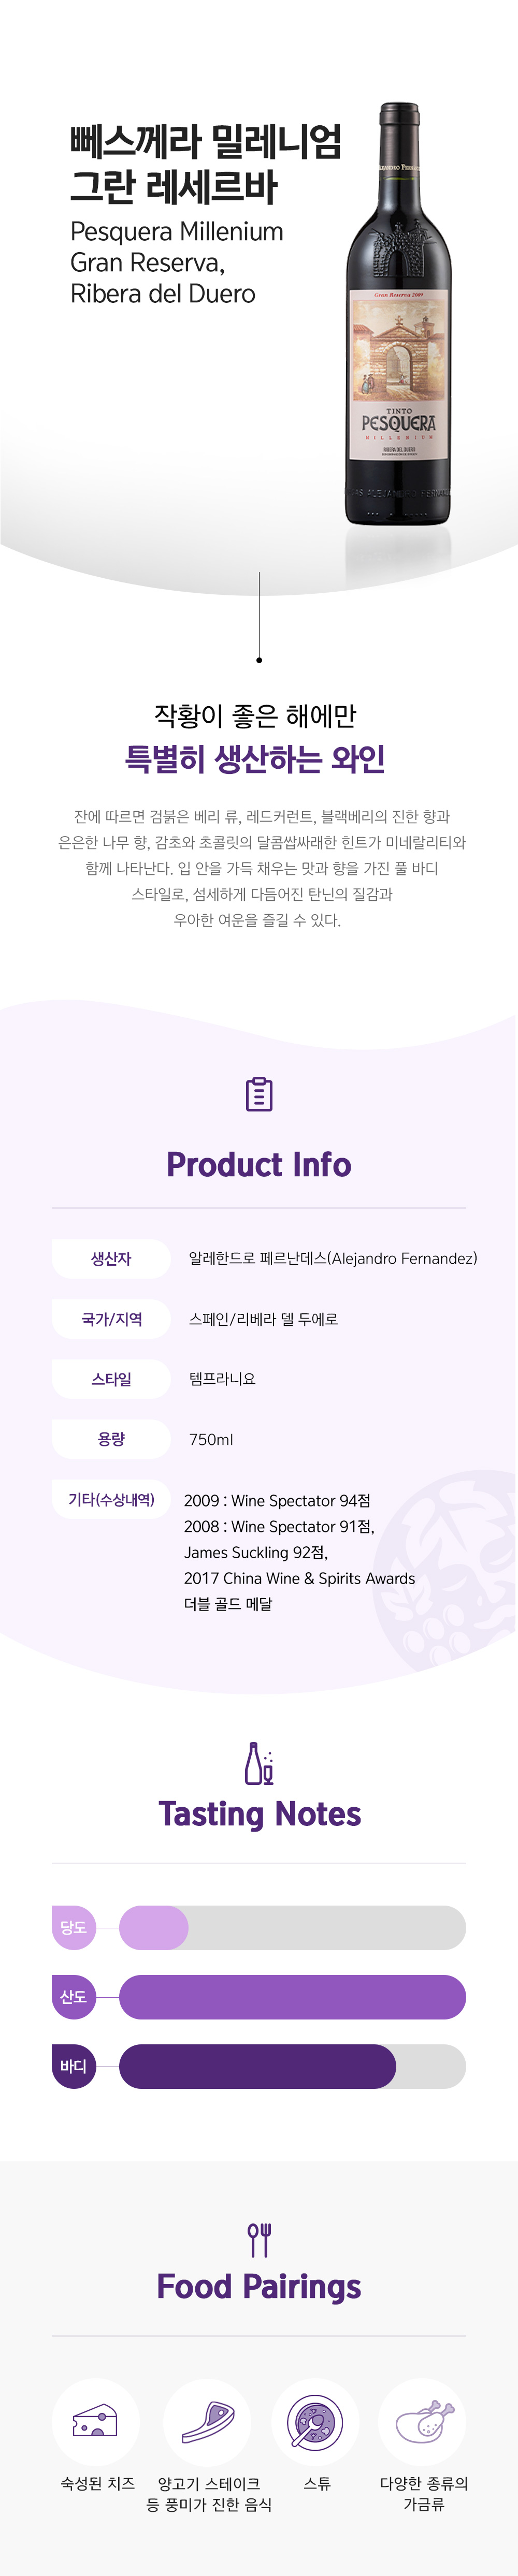 뻬스께라 밀레니엄
그란 레세르바
Pesquera Millenium
Gran Reserva,
Ribera del Duero
Gran Reserva 2009
TINTO
PESQUERA
MILLENIUM
RIBERA DEL DUERO
작황이 좋은 해에만
특별히 생산하는 와인
잔에 따르면 검붉은 베리 류, 레드커런트, 블랙베리의 진한 향과
은은한 나무 향, 감초와 초콜릿의 달콤쌉싸래한 힌트가 미네랄리티와
함께 나타난다. 입 안을 가득 채우는 맛과 향을 가진 풀 바디
스타일로, 섬세하게 다듬어진 탄닌의 질감과
우아한 여운을 즐길 수 있다.
Product Info
생산자 알레한드로 페르난데스(Alejandro Fernandez)
국가/지역 스페인/리베라 델 두에로
스타일 템프라니요
용량 750ml
기타(수상내역) 2009 : Wine Spectator 94점
2008 : Wine Spectator 91점,
James Suckling 92점,
2017 China Wine & Spirits Awards
더블 골드 메달
Tasting Notes
당도
산도
바디
Food Pairings
숙성된 치즈 양고기 스테이크 스튜 다양한 종류의
등 풍미가 진한 음식 가금류